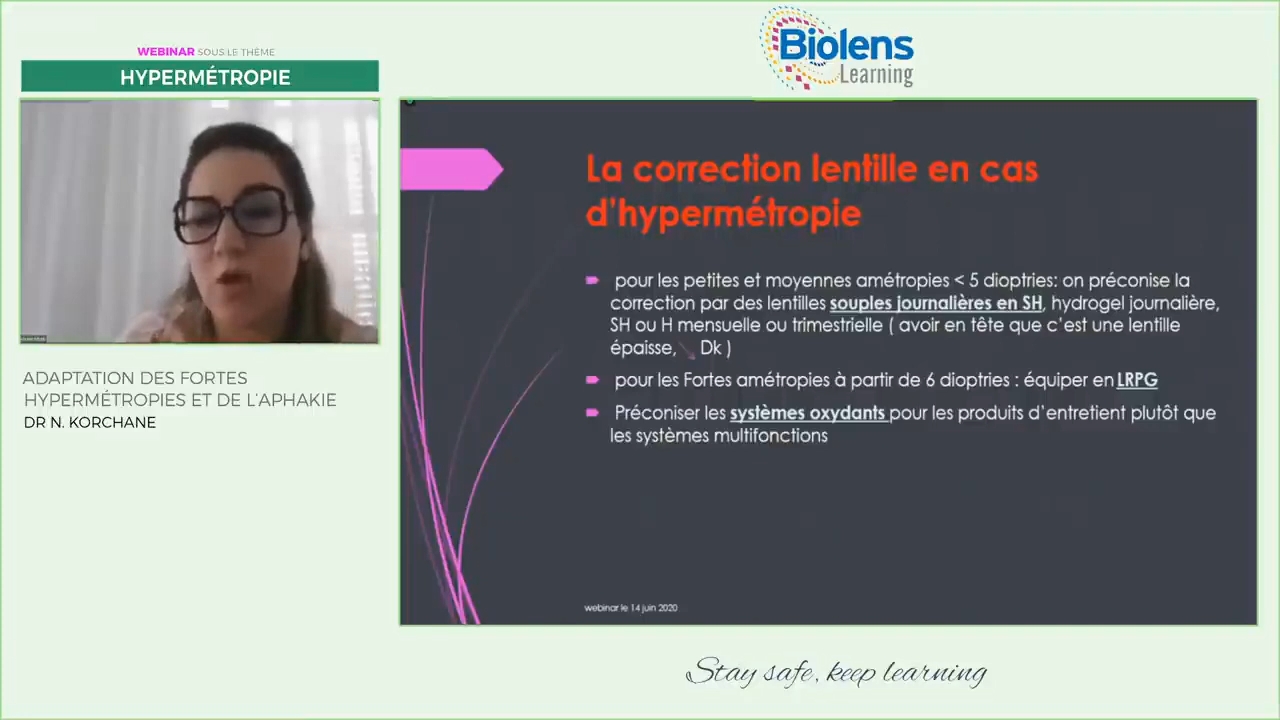 WEBINAR SOUS LE THÈME
HYPERMÉTROPIE
Biolens
Learning
ADAPTATION DES FORTES
HYPERMÉTROPIES ET DE L'APHAKIE
DR N. KORCHANE
La correction lentille en cas
d'hypermétropie
pour les petites et moyennes amétropies < 5 dioptries: on préconise la
correction par des lentilles souples journalières en SH, hydrogel journalière,
SH ou H mensuelle ou trimestrielle ( avoir en tête que c'est une lentille
épaisse, ↘ Dk )
pour les Fortes amétropies à partir de 6 dioptries : équiper en LRPG
Préconiser les systèmes oxydants pour les produits d'entretient plutôt que
les systèmes multifonctions
webinar le 14 juin 2020
Stay safe, keep learning